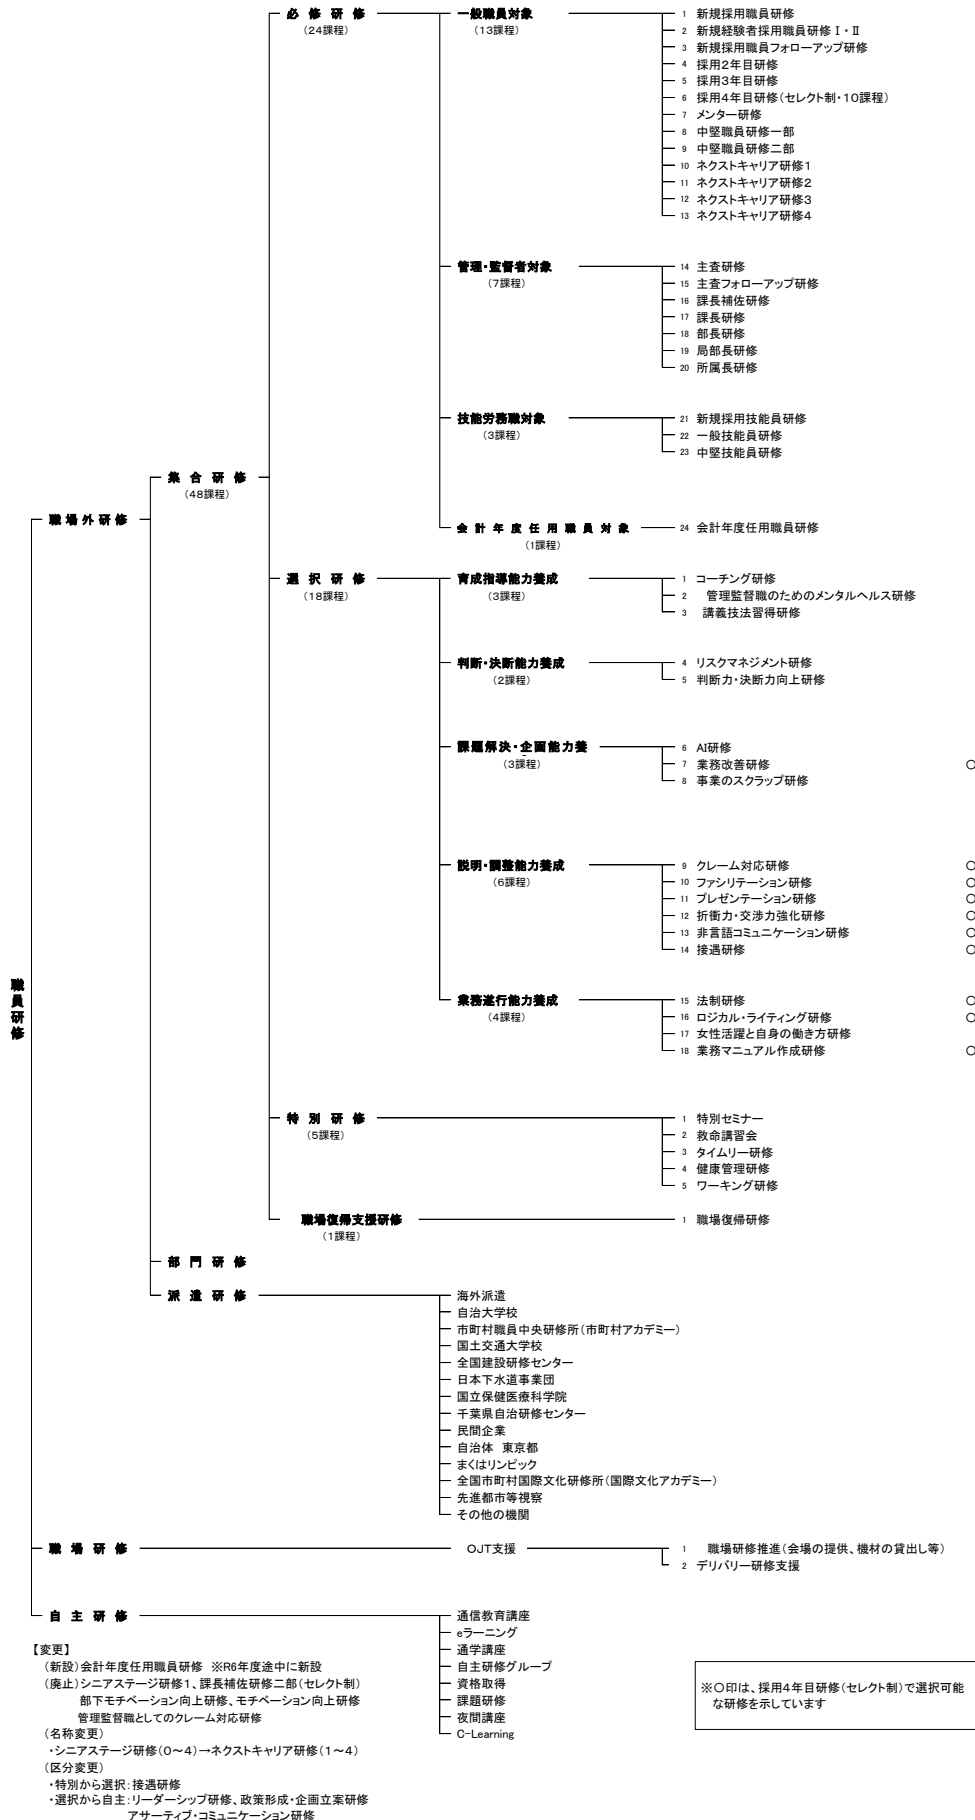 職員研修
職場外研修
集合研修
(48課程)
必修研修
(24課程)
一般職員対象
(13課程)
1 新規採用職員研修
2 新規経験者採用職員研修Ⅰ・Ⅱ
3 新規採用職員フォローアップ研修
4 採用2年目研修
5 採用3年目研修
6 採用4年目研修(セレクト制・10課程)
7 メンター研修
8 中堅職員研修一部
9 中堅職員研修二部
10 ネクストキャリア研修1
11 ネクストキャリア研修2
12 ネクストキャリア研修3
13 ネクストキャリア研修4
管理・監督者対象
(7課程)
14 主査研修
15 主査フォローアップ研修
16 課長補佐研修
17 課長研修
18 部長研修
19 局部長研修
20 所属長研修
技能労務職対象
(3課程)
21 新規採用技能員研修
22 一般技能員研修
23 中堅技能員研修
会計年度任用職員対象
(1課程)
24 会計年度任用職員研修
選択研修
(18課程)
育成指導能力養成
(3課程)
1 コーチング研修
2 管理監督職のためのメンタルヘルス研修
3 講義技法習得研修
判断・決断能力養成
(2課程)
4 リスクマネジメント研修
5 判断力・決断力向上研修
課題解決・企画能力養
(3課程)
6 AI研修
7 業務改善研修 ○
8 事業のスクラップ研修
説明・調整能力養成
(6課程)
9 クレーム対応研修 ○
10 ファシリテーション研修 ○
11 プレゼンテーション研修 ○
12 折衝力・交渉力強化研修 ○
13 非言語コミュニケーション研修 ○
14 接遇研修 ○
業務遂行能力養成
(4課程)
15 法制研修 ○
16 ロジカル・ライティング研修 ○
17 女性活躍と自身の働き方研修
18 業務マニュアル作成研修 ○
特別研修
(5課程)
1 特別セミナー
2 救命講習会
3 タイムリー研修
4 健康管理研修
5 ワーキング研修
職場復帰支援研修
(1課程)
1 職場復帰研修
部門研修
派遣研修
海外派遣
自治大学校
市町村職員中央研修所(市町村アカデミー)
国土交通大学校
全国建設研修センター
日本下水道事業団
国立保健医療科学院
千葉県自治研修センター
民間企業
自治体 東京都
まくはリンピック
全国市町村国際文化研修所(国際文化アカデミー)
先進都市等視察
その他の機関
職場研修
OJT支援
1 職場研修推進(会場の提供、機材の貸出し等)
2 デリバリー研修支援
自主研修
通信教育講座
eラーニング
通学講座
自主研修グループ
資格取得
課題研修
夜間講座
C-Learning
【変更】
(新設)会計年度任用職員研修 ※R6年度途中に新設
(廃止)シニアステージ研修1、課長補佐研修二部(セレクト制)
部下モチベーション向上研修、モチベーション向上研修
管理監督職としてのクレーム対応研修
(名称変更)
・シニアステージ研修(0～4)→ネクストキャリア研修(1～4)
(区分変更)
・特別から選択:接遇研修
・選択から自主:リーダーシップ研修、政策形成・企画立案研修
アサーティブ・コミュニケーション研修
※○印は、採用4年目研修(セレクト制)で選択可能
な研修を示しています